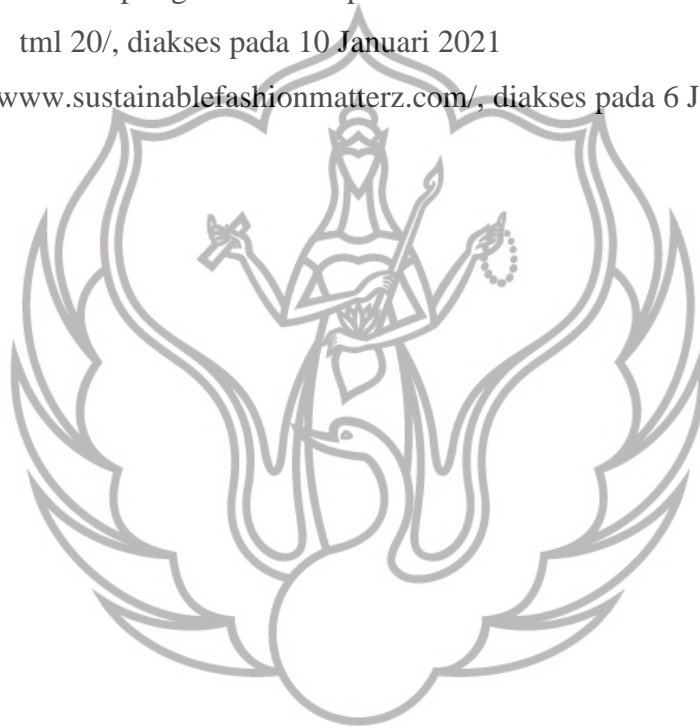 tml 20/, diakses pada 10 Januari 2021
www.sustainablefashionmatterz.com/, diakses pada 6 J